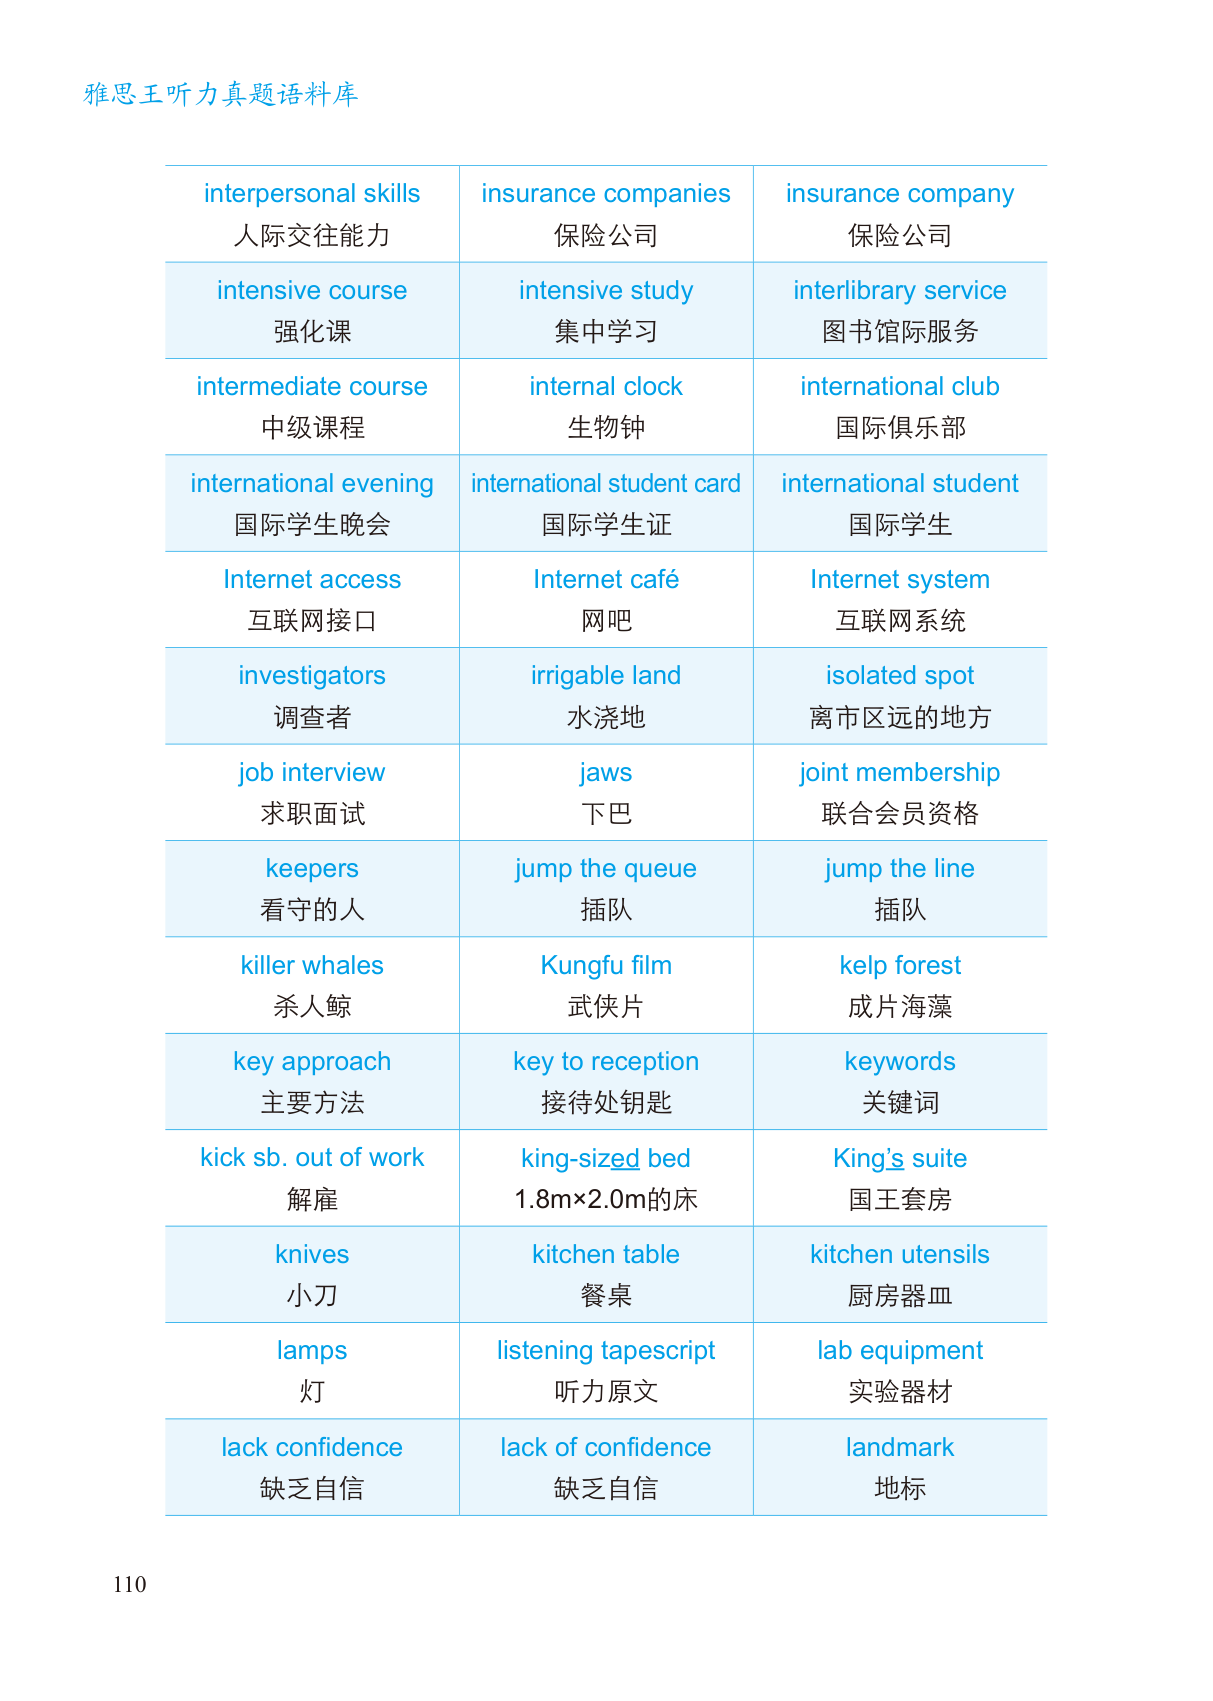 雅思王听力真题语料库
interpersonal skills insurance companies insurance company
人际交往能力 保险公司 保险公司
intensive course intensive study interlibrary service
强化课 集中学习 图书馆际服务
intermediate course internal clock international club
中级课程 生物钟 国际俱乐部
international evening international student card international student
国际学生晚会 国际学生证 国际学生
Internet access Internet café Internet system
互联网接口 网吧 互联网系统
investigators irrigable land isolated spot
调查者 水浇地 离市区远的地方
job interview jaws joint membership
求职面试 下巴 联合会员资格
keepers jump the queue jump the line
看守的人 插队 插队
killer whales Kungfu film kelp forest
杀人鲸 武侠片 成片海藻
key approach key to reception keywords
主要方法 接待处钥匙 关键词
kick sb. out of work king-sized bed King’s suite
解雇 1.8m×2.0m的床 国王套房
knives kitchen table kitchen utensils
小刀 餐桌 厨房器皿
lamps listening tapescript lab equipment
灯 听力原文 实验器材
lack confidence lack of confidence landmark
缺乏自信 缺乏自信 地标
110